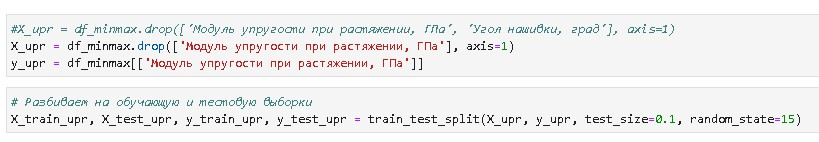 #X_upr = df_minmax.drop(['Модуль упругости при растяжении, ГПа', 'Угол нашивки, град'], axis=1)
X_upr = df_minmax.drop(['Модуль упругости при растяжении, ГПа'], axis=1)
y_upr = df_minmax[['Модуль упругости при растяжении, ГПа']]
# Разбиваем на обучающую и тестовую выборки
X_train_upr, X_test_upr, y_train_upr, y_test_upr = train_test_split(X_upr, y_upr, test_size=0.1, random_state=15)